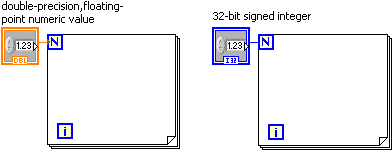 double-precision,floating-
point numeric value
32-bit signed integer
1.23
N
1.23
N
DBL
I32
i
i